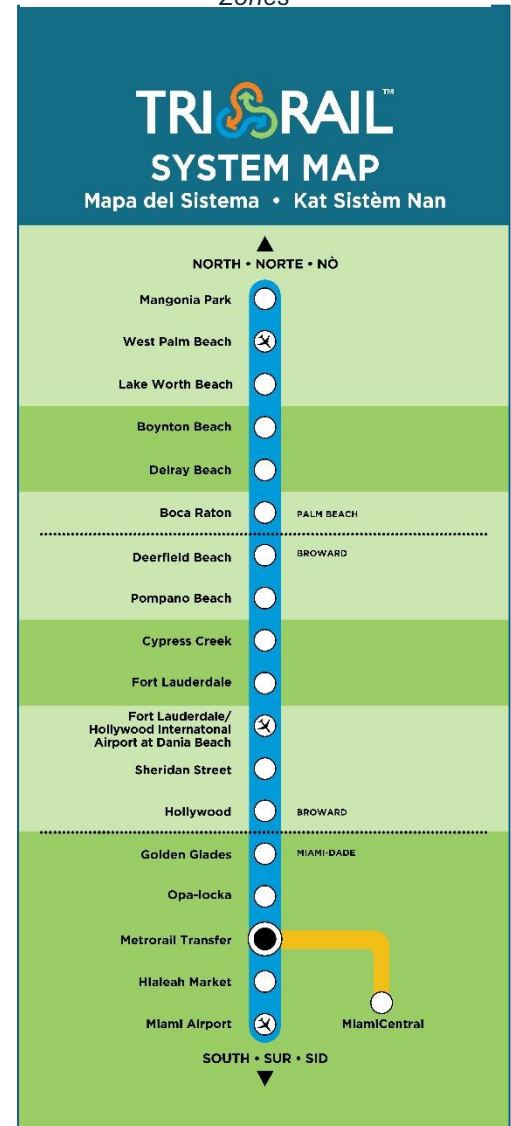 Zones
TRI RAIL™
SYSTEM MAP
Mapa del Sistema • Kat Sistèm Nan
NORTH • NORTE • NÒ
Mangonia Park
West Palm Beach
Lake Worth Beach
Boynton Beach
Delray Beach
Boca Raton
PALM BEACH
Deerfield Beach
BROWARD
Pompano Beach
Cypress Creek
Fort Lauderdale
Fort Lauderdale/
Hollywood Internatonal
Airport at Dania Beach
Sheridan Street
Hollywood
BROWARD
Golden Glades
MIAMI-DADE
Opa-locka
Metrorail Transfer
Hialeah Market
Miami Airport
MiamiCentral
SOUTH • SUR • SID